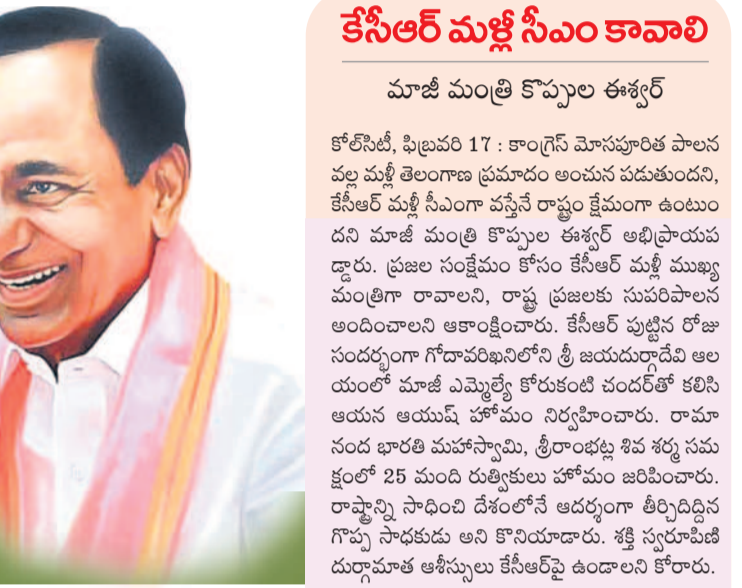 కేసీఆర్ మళ్లీ సీఎం కావాలి
మాజీ మంత్రి కొప్పుల ఈశ్వర్
కోల్‌సిటీ, ఫిబ్రవరి 17 : కాంగ్రెస్ మోసపూరిత పాలన
వల్ల మళ్లీ తెలంగాణ ప్రమాదం అంచున పడుతుందని,
కేసీఆర్ మళ్లీ సీఎంగా వస్తేనే రాష్ట్రం క్షేమంగా ఉంటుం
దని మాజీ మంత్రి కొప్పుల ఈశ్వర్ అభిప్రాయప
డ్డారు. ప్రజల సంక్షేమం కోసం కేసీఆర్ మళ్లీ ముఖ్య
మంత్రిగా రావాలని, రాష్ట్ర ప్రజలకు సుపరిపాలన
అందించాలని ఆకాంక్షించారు. కేసీఆర్ పుట్టిన రోజు
సందర్భంగా గోదావరిఖనిలోని శ్రీ జయదుర్గాదేవి ఆల
యంలో మాజీ ఎమ్మెల్యే కోరుకంటి చందర్‌తో కలిసి
ఆయన ఆయుష్ హోమం నిర్వహించారు. రామా
నంద భారతి మహాస్వామి, శ్రీరాంభట్ల శివ శర్మ సమ
క్షంలో 25 మంది రుత్వికులు హోమం జరిపించారు.
రాష్ట్రాన్ని సాధించి దేశంలోనే ఆదర్శంగా తీర్చిదిద్దిన
గొప్ప సాధకుడు అని కొనియాడారు. శక్తి స్వరూపిణి
దుర్గామాత ఆశీస్సులు కేసీఆర్‌పై ఉండాలని కోరారు.